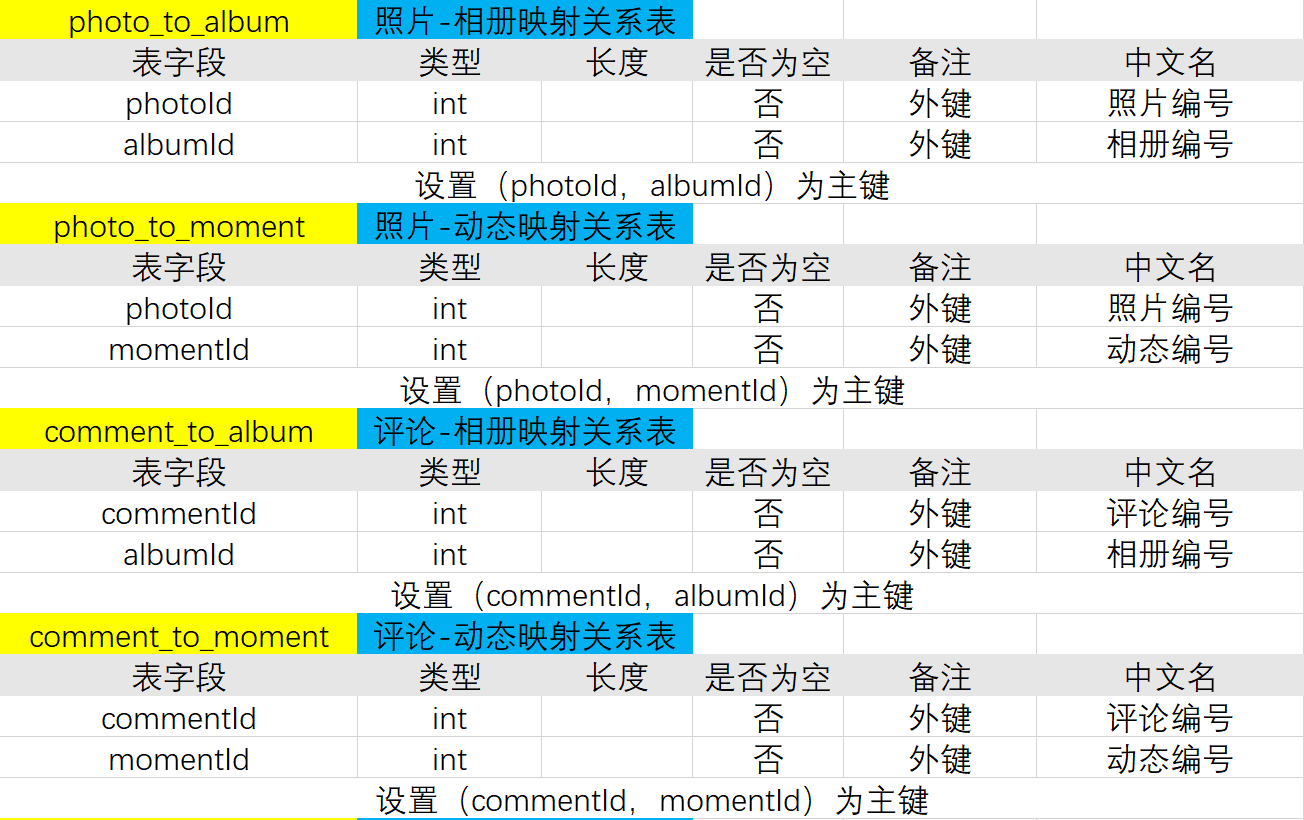 photo_to_album 照片-相册映射关系表
表字段 类型 长度 是否为空 备注 中文名
photoId int 否 外键 照片编号
albumId int 否 外键 相册编号
设置（photoId，albumId）为主键
photo_to_moment 照片-动态映射关系表
表字段 类型 长度 是否为空 备注 中文名
photoId int 否 外键 照片编号
momentId int 否 外键 动态编号
设置（photoId，momentId）为主键
comment_to_album 评论-相册映射关系表
表字段 类型 长度 是否为空 备注 中文名
commentId int 否 外键 评论编号
albumId int 否 外键 相册编号
设置（commentId，albumId）为主键
comment_to_moment 评论-动态映射关系表
表字段 类型 长度 是否为空 备注 中文名
commentId int 否 外键 评论编号
momentId int 否 外键 动态编号
设置（commentId，momentId）为主键